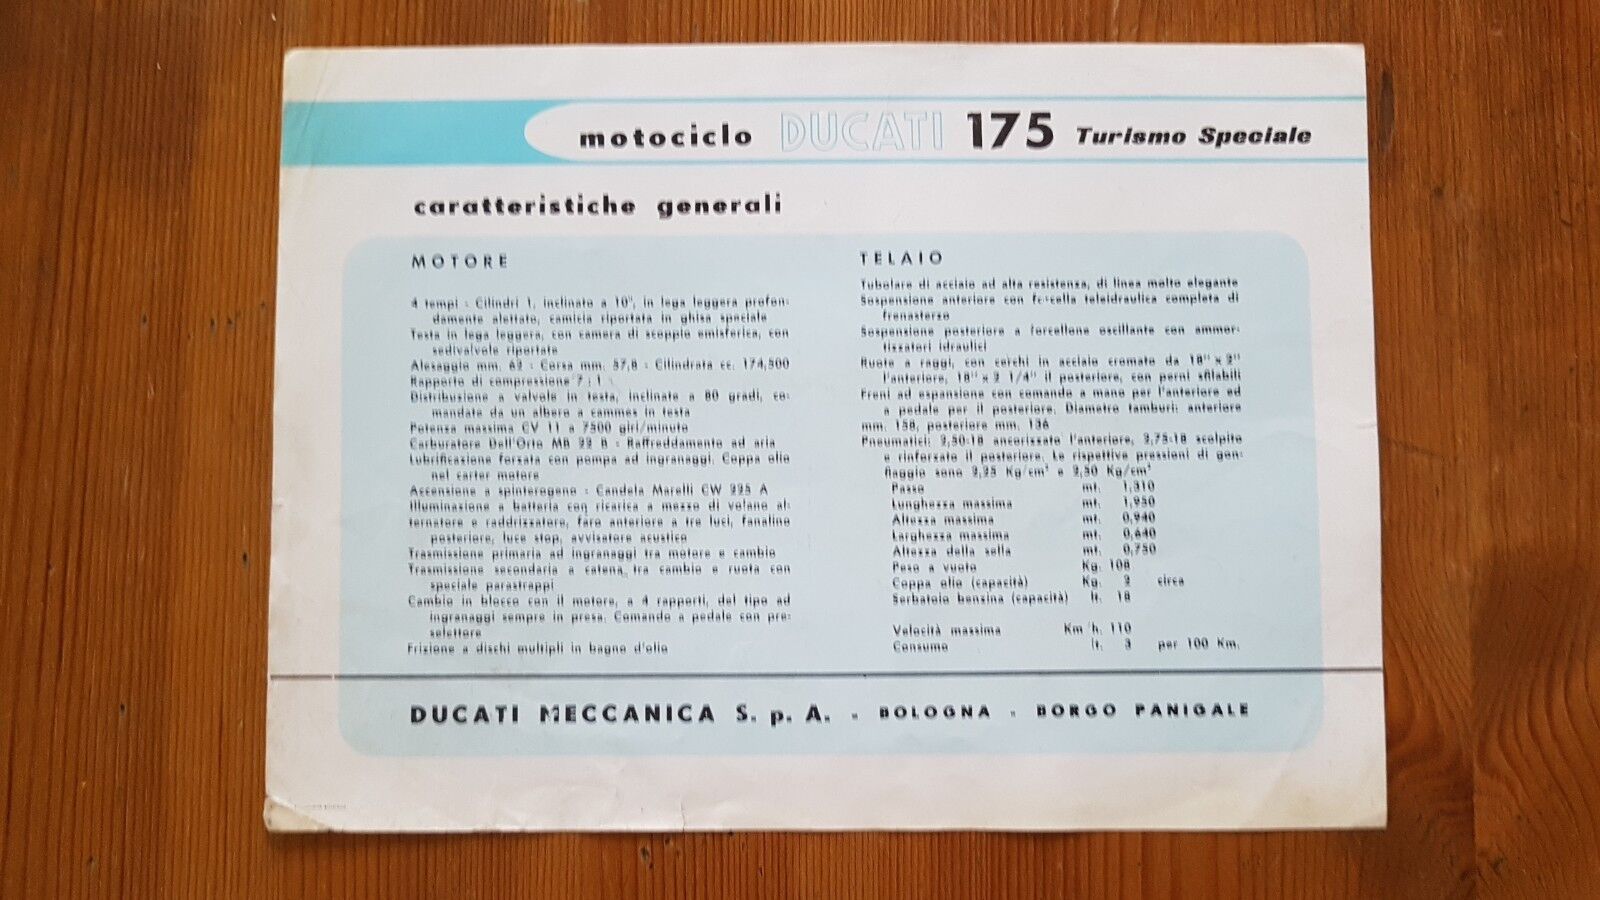 motociclo DUCATI 175 Turismo Speciale
caratteristiche generali
MOTORE
4 tempi - Cilindri 1, inclinato a 10°, in lega leggera profon-
damente alettato, camicia riportata in ghisa speciale
Testa in lega leggera, con camera di scoppio emisferica, con
sedivalvole riportate
Alesaggio mm. 62 - Corsa mm. 57,8 - Cilindrata cc. 174,500
Rapporto di compressione 7 : 1
Distribuzione a valvole in testa, inclinate a 80 gradi, co-
mandate da un albero a cammes in testa
Potenza massima CV 11 a 7500 giri/minuto
Carburatore Dell'Orto MB 22 B - Raffreddamento ad aria
Lubrificazione forzata con pompa ad ingranaggi. Coppa olio
nel carter motore
Accensione a spinterogeno - Candela Marelli CW 225 A
Illuminazione a batteria con ricarica a mezzo di volano al-
ternatore e raddrizzatore, faro anteriore a tre luci, fanalino
posteriore, luce stop, avvisatore acustico
Trasmissione primaria ad ingranaggi tra motore e cambio
Trasmissione secondaria a catena, tra cambio e ruota con
speciale parastrappi
Cambio in blocco con il motore, a 4 rapporti, del tipo ad
ingranaggi sempre in presa. Comando a pedale con pre-
selettore
Frizione a dischi multipli in bagno d'olio
TELAIO
Tubolare di acciaio ad alta resistenza, di linea molto elegante
Sospensione anteriore con forcella teleidraulica completa di
frenasterzo
Sospensione posteriore a forcellone oscillante con ammor-
tizzatori idraulici
Ruote a raggi, con cerchi in acciaio cromato da 18" x 2"
l'anteriore, 18" x 2 1/4" il posteriore, con perni sfilabili
Freni ad espansione con comando a mano per l'anteriore ed
a pedale per il posteriore. Diametro tamburi: anteriore
mm. 158, posteriore mm. 136
Pneumatici: 2,50-18 ancorizzato l'anteriore, 2,75-18 scolpito
e rinforzato il posteriore. Le rispettive pressioni di gon-
fiaggio sono 2,25 Kg/cm² e 2,50 Kg/cm²
Passo mt. 1,310
Lunghezza massima mt. 1,950
Altezza massima mt. 0,940
Larghezza massima mt. 0,640
Altezza della sella mt. 0,750
Peso a vuoto Kg. 108
Coppa olio (capacità) Kg. 2 circa
Serbatoio benzina (capacità) lt. 18
Velocità massima Km/h. 110
Consumo lt. 3 per 100 Km.
DUCATI MECCANICA S. p. A. - BOLOGNA - BORGO PANIGALE